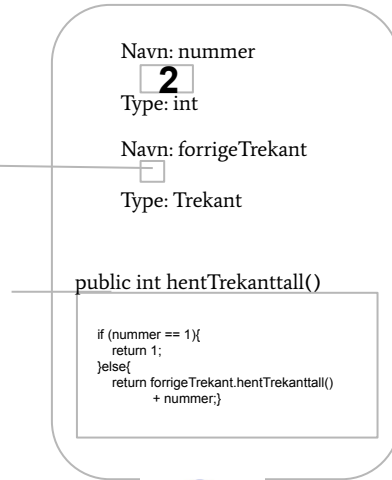 Navn: nummer
2
Type: int
Navn: forrigeTrekant
Type: Trekant
public int hentTrekanttall()
if (nummer == 1){
return 1;
}else{
return forrigeTrekant.hentTrekanttall()
+ nummer;}